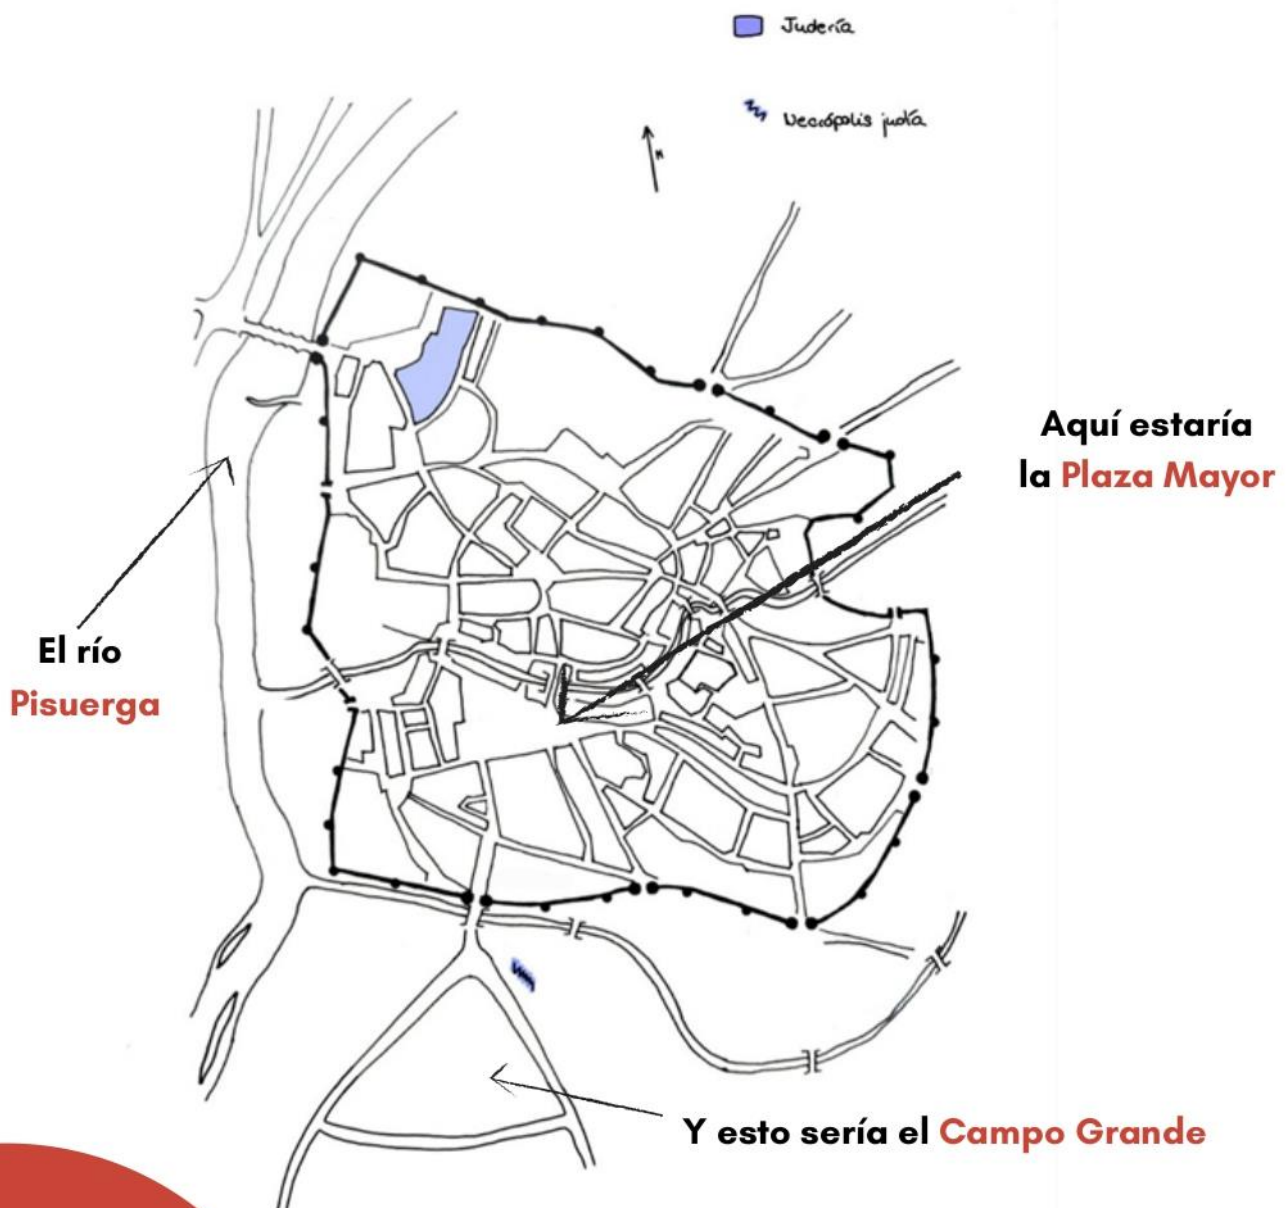 Judería
Necrópolis judía
N
Aquí estaría
la Plaza Mayor
El río
Pisuerga
Y esto sería el Campo Grande